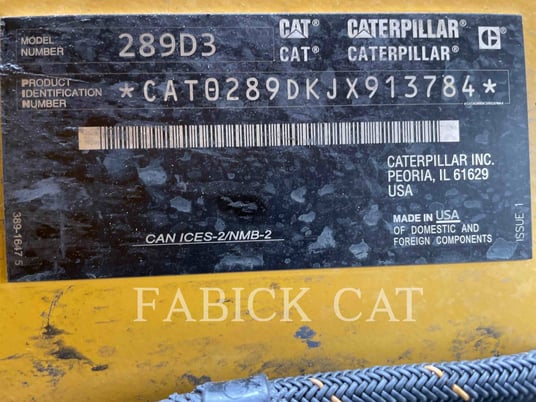 MODEL NUMBER 289D3
CAT® CATERPILLAR®
CAT® CATERPILLAR®
PRODUCT IDENTIFICATION NUMBER *CAT0289DKJX913784*
CATERPILLAR INC.
PEORIA, IL 61629
USA
MADE IN USA
OF DOMESTIC AND
FOREIGN COMPONENTS
CAN ICES-2/NMB-2
389-1647 5
ISSUE 1
FABICK CAT